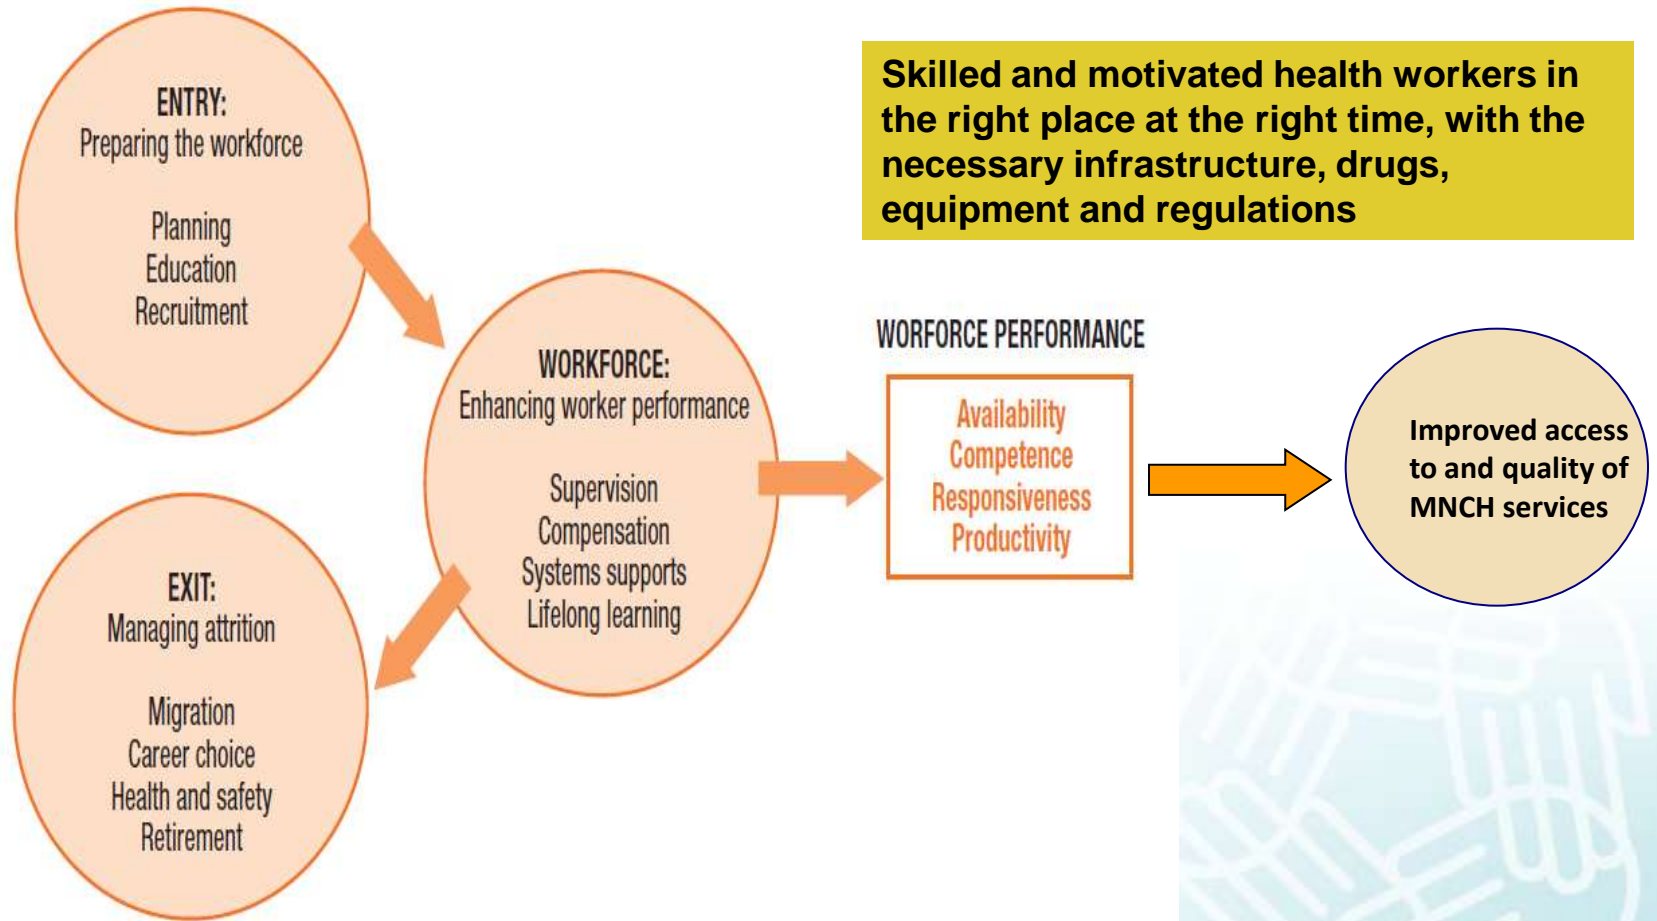 ENTRY:
Preparing the workforce
Planning
Education
Recruitment
Skilled and motivated health workers in
the right place at the right time, with the
necessary infrastructure, drugs,
equipment and regulations
WORKFORCE:
Enhancing worker performance
Supervision
Compensation
Systems supports
Lifelong learning
WORFORCE PERFORMANCE
Availability
Competence
Responsiveness
Productivity
Improved access
to and quality of
MNCH services
EXIT:
Managing attrition
Migration
Career choice
Health and safety
Retirement